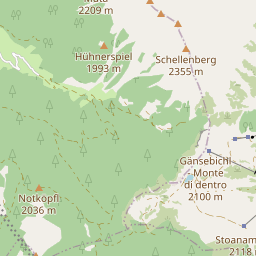 2209 m
Hühnerspiel
1993 m
Schellenberg
2355 m
Gänsebichl
- Monte
di dentro
2100 m
Notkopfl
2036 m
Stoanam
2118 m